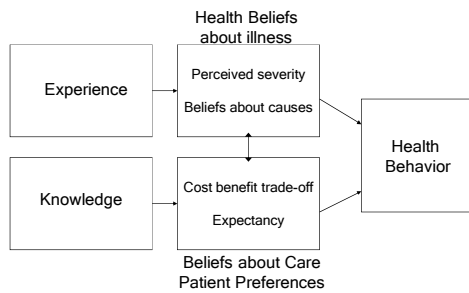 Health Beliefs
about illness
Experience
Perceived severity
Beliefs about causes
Health
Behavior
Knowledge
Cost benefit trade-off
Expectancy
Beliefs about Care
Patient Preferences